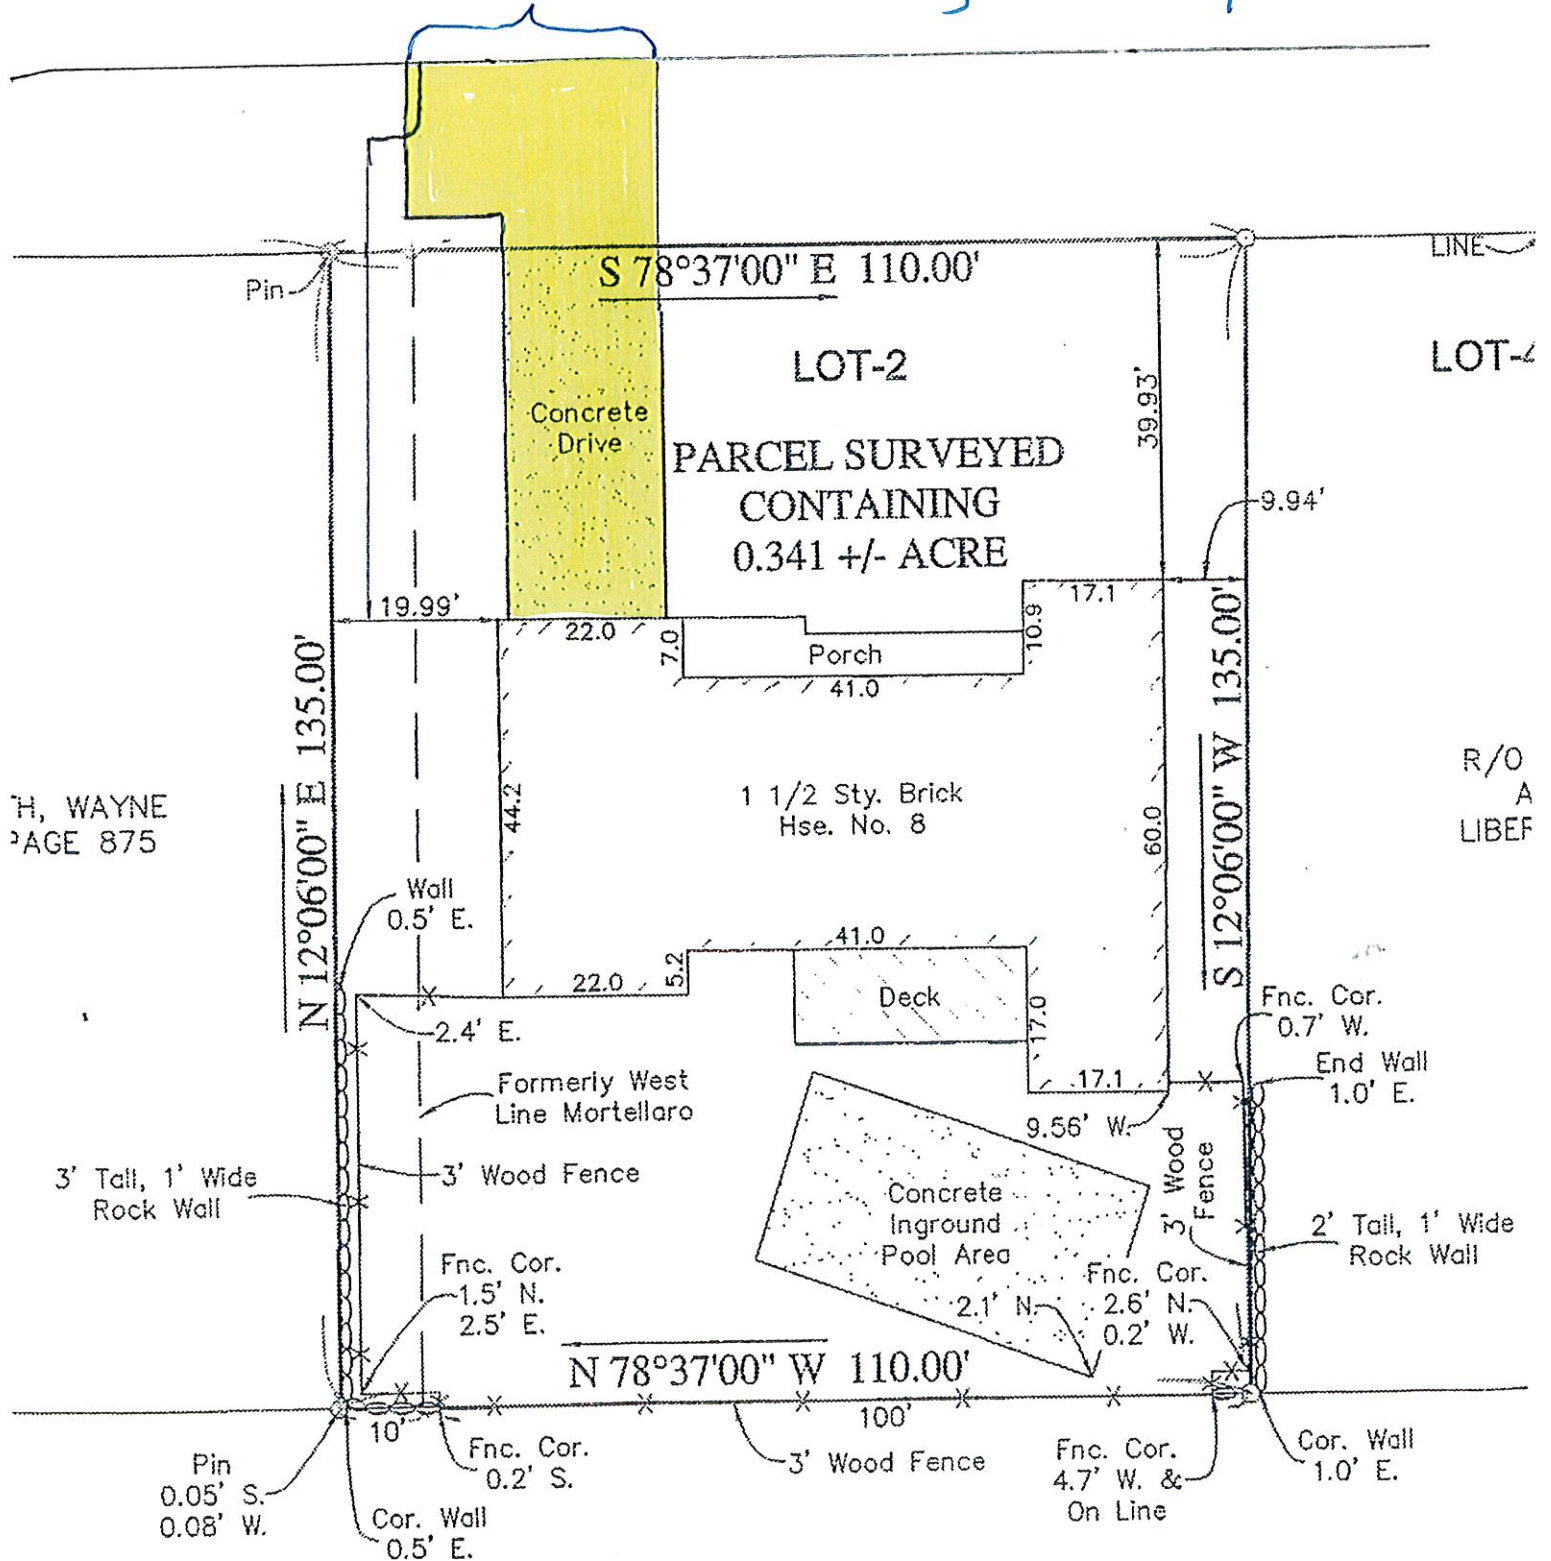 Pin
S 78°37'00" E 110.00'
LINE
LOT-2
LOT-4
Concrete
Drive
39.93'
PARCEL SURVEYED
CONTAINING
0.341 +/- ACRE
9.94'
19.99'
22.0
7.0
Porch
41.0
10.9
17.1
N 12°06'00" E 135.00'
S 12°06'00" W 135.00'
TH, WAYNE
PAGE 875
R/O
A
LIBER
44.2
1 1/2 Sty. Brick
Hse. No. 8
60.0
Wall
0.5' E.
41.0
22.0
5.2
Deck
17.0
2.4' E.
Fnc. Cor.
0.7' W.
End Wall
1.0' E.
17.1
Formerly West
Line Mortellaro
9.56' W.
3' Tall, 1' Wide
Rock Wall
3' Wood Fence
Concrete
Inground
Pool Area
3' Wood
Fence
2' Tall, 1' Wide
Rock Wall
Fnc. Cor.
1.5' N.
2.5' E.
2.1' N.
Fnc. Cor.
2.6' N.
0.2' W.
N 78°37'00" W 110.00'
10'
100'
Pin
0.05' S.
0.08' W.
Fnc. Cor.
0.2' S.
3' Wood Fence
Fnc. Cor.
4.7' W. &
On Line
Cor. Wall
1.0' E.
Cor. Wall
0.5' E.